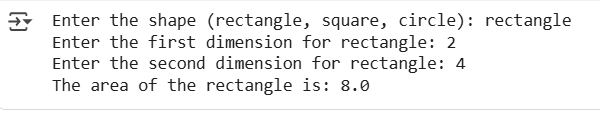 Enter the shape (rectangle, square, circle): rectangle
Enter the first dimension for rectangle: 2
Enter the second dimension for rectangle: 4
The area of the rectangle is: 8.0